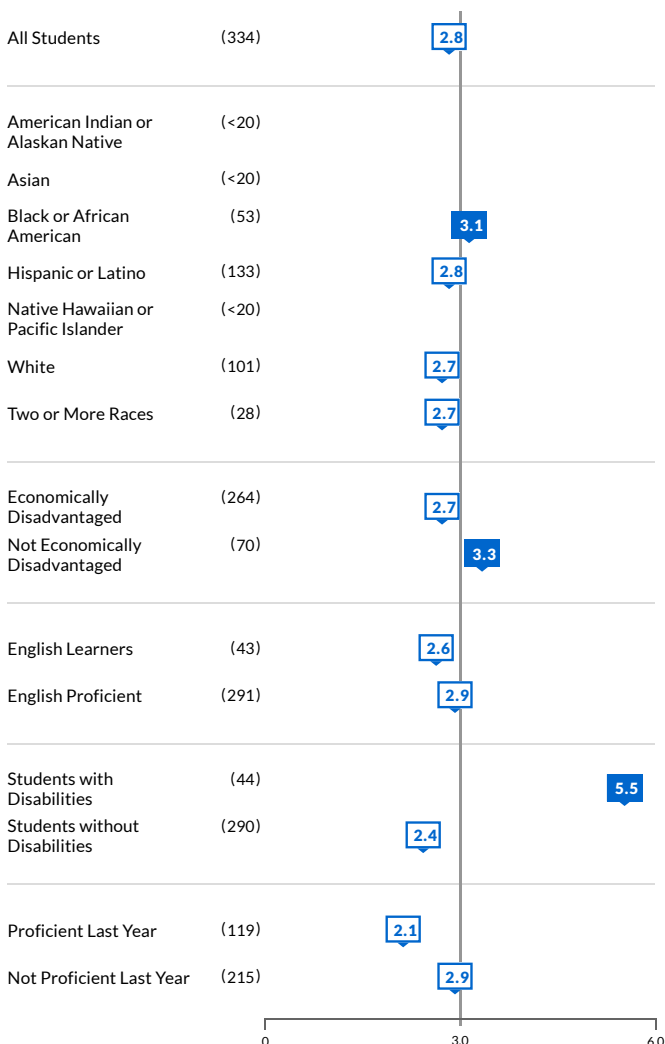 All Students (334) 2.8
American Indian or (<20)
Alaskan Native
Asian (<20)
Black or African (53) 3.1
American
Hispanic or Latino (133) 2.8
Native Hawaiian or (<20)
Pacific Islander
White (101) 2.7
Two or More Races (28) 2.7
Economically (264) 2.7
Disadvantaged
Not Economically (70) 3.3
Disadvantaged
English Learners (43) 2.6
English Proficient (291) 2.9
Students with (44) 5.5
Disabilities
Students without (290) 2.4
Disabilities
Proficient Last Year (119) 2.1
Not Proficient Last Year (215) 2.9
0 3.0 6.0